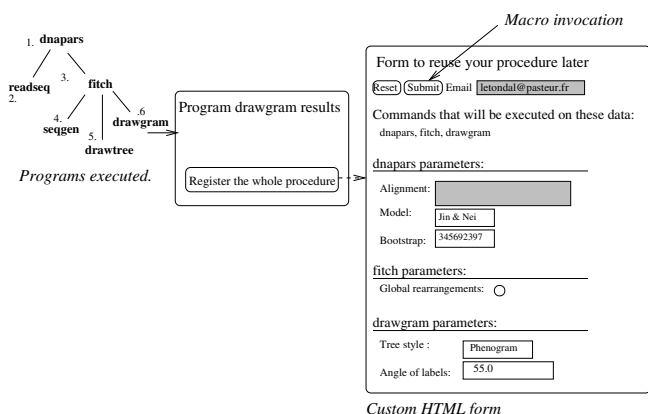 Macro invocation
1. dnapars
readseq
2.
3. fitch
4. seqgen
5. drawtree
.6 drawgram
Programs executed.
Program drawgram results
Register the whole procedure
Form to reuse your procedure later
Reset Submit Email letondal@pasteur.fr
Commands that will be executed on these data:
dnapars, fitch, drawgram
dnapars parameters:
Alignment:
Model: Jin & Nei
Bootstrap: 345692397
fitch parameters:
Global rearrangements:
drawgram parameters:
Tree style : Phenogram
Angle of labels: 55.0
Custom HTML form